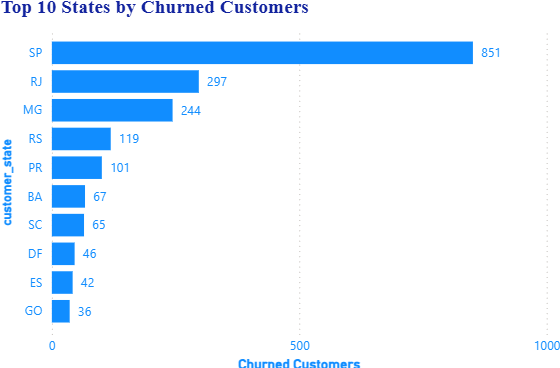 Top 10 States by Churned Customers
customer_state
SP 851
RJ 297
MG 244
RS 119
PR 101
BA 67
SC 65
DF 46
ES 42
GO 36
0 500 1000
Churned Customers